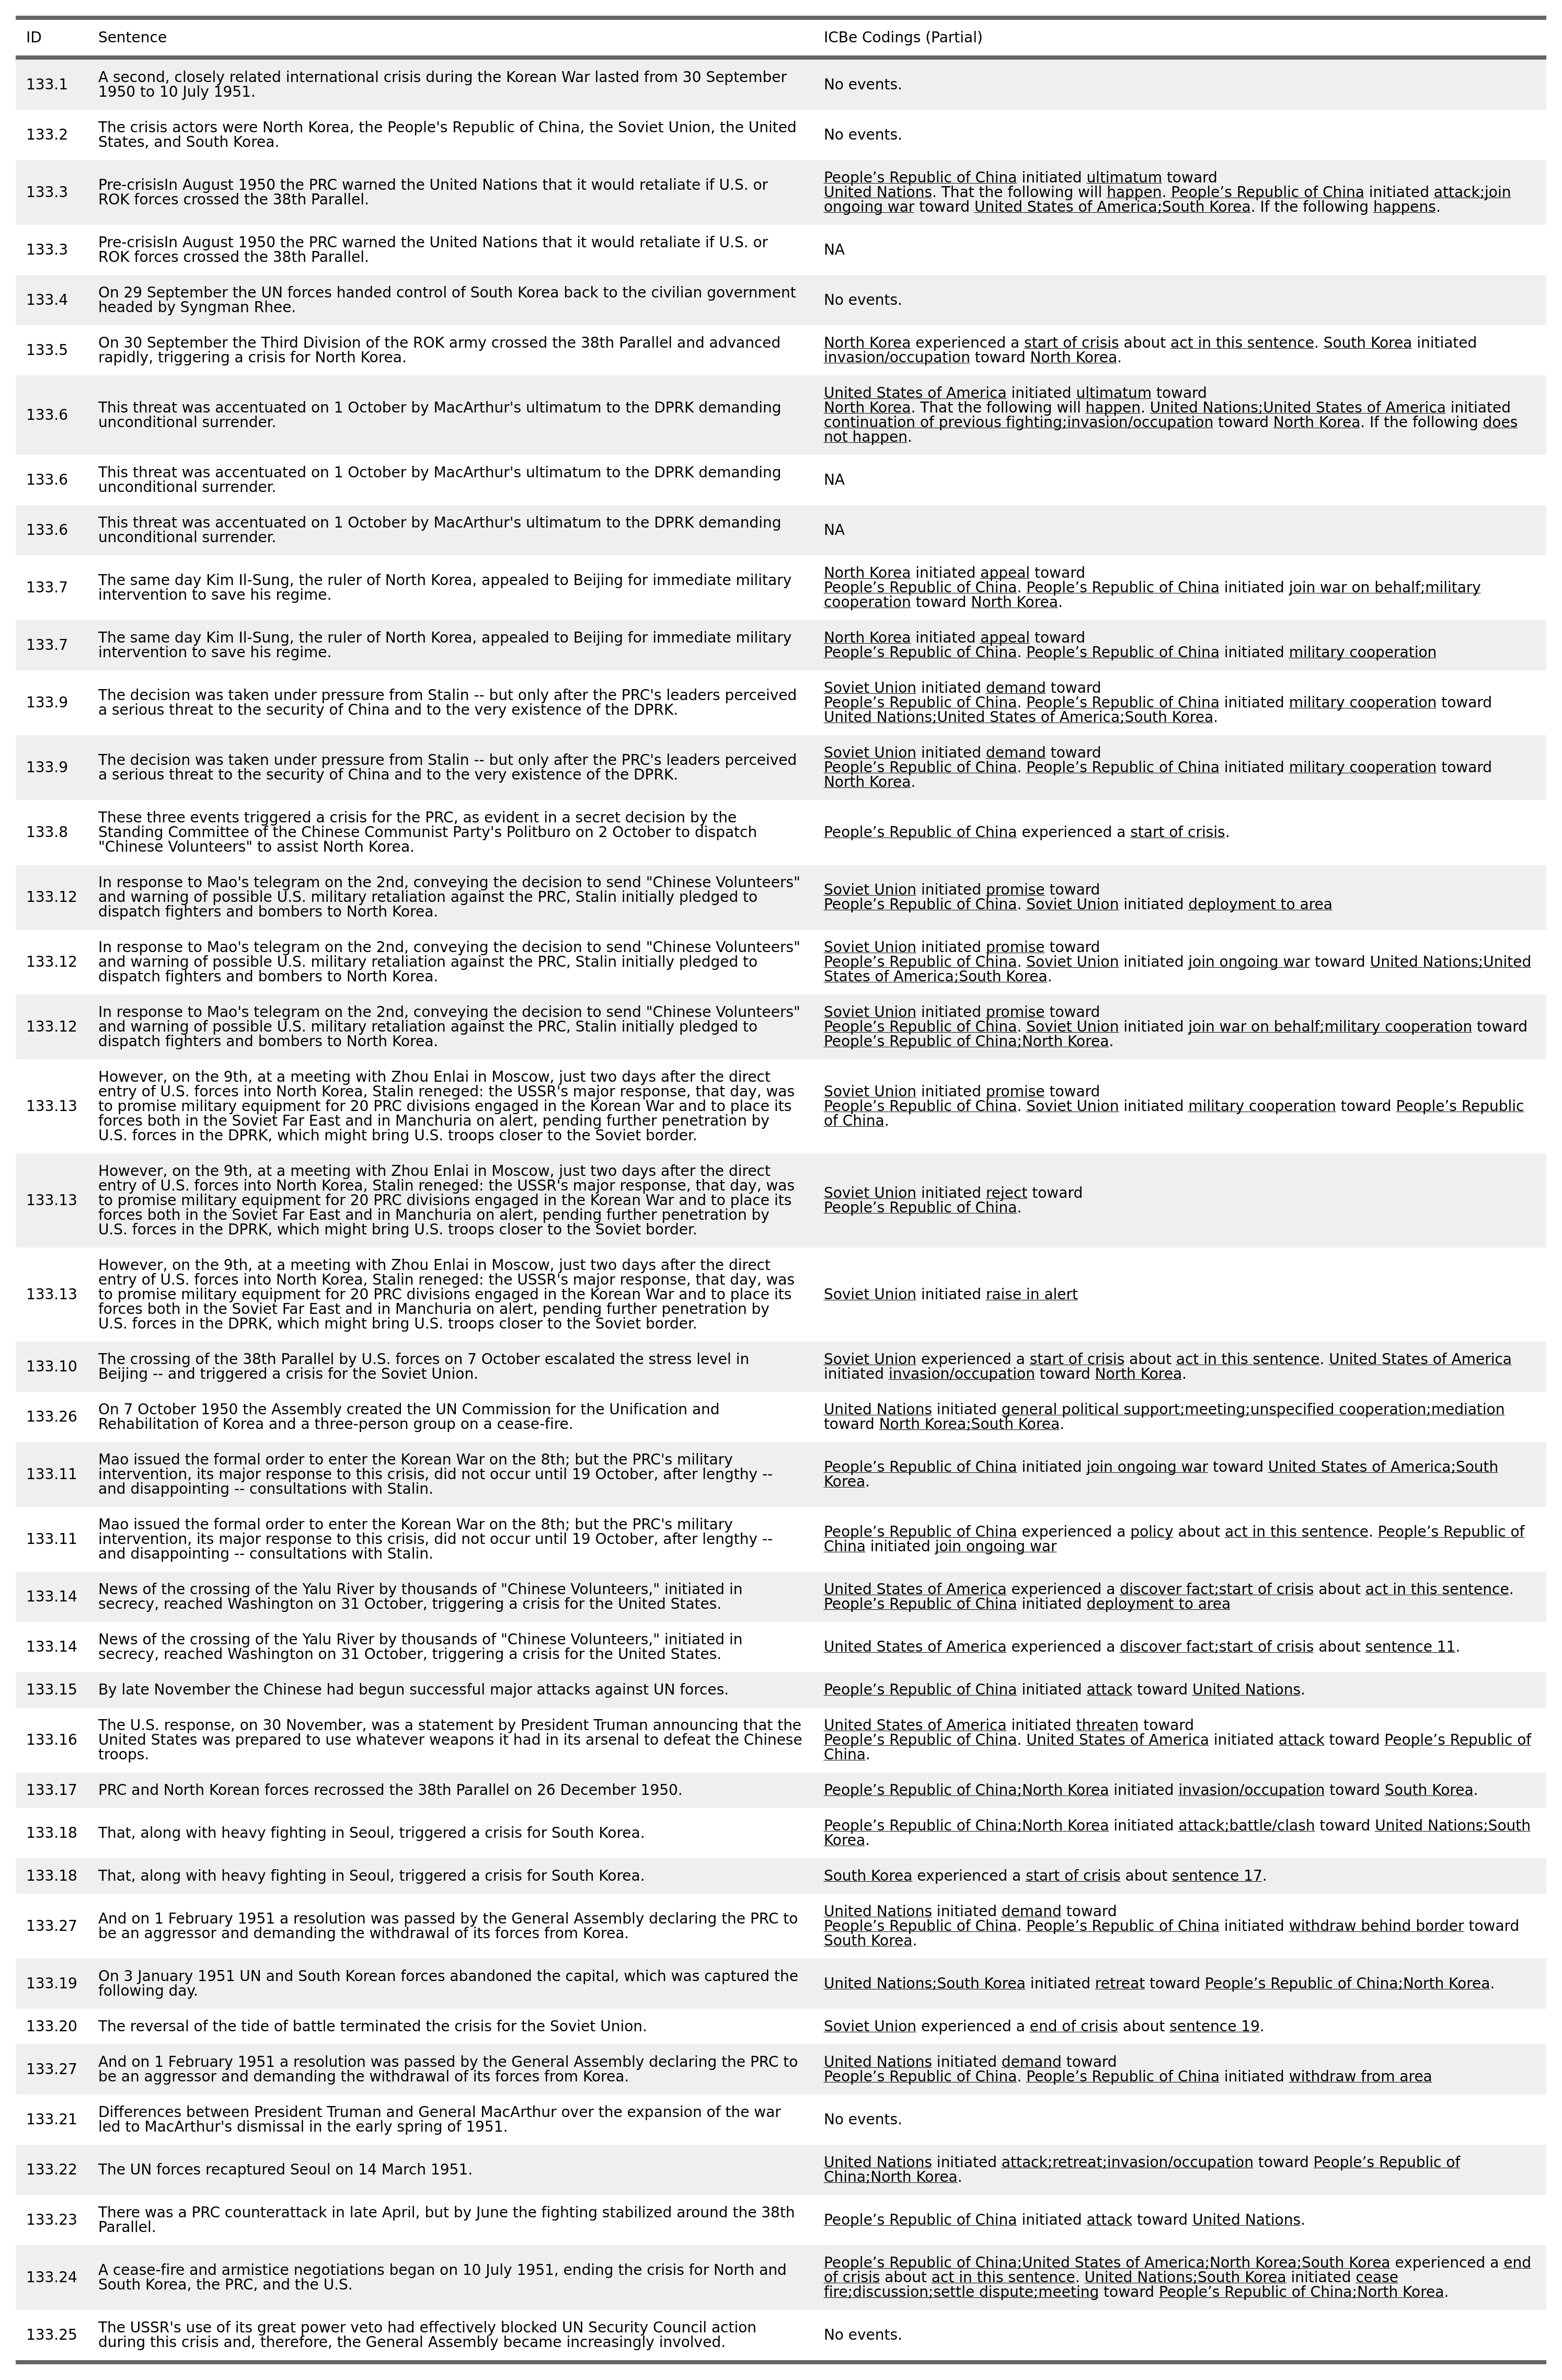 ID Sentence ICBe Codings (Partial)
133.1 A second, closely related international crisis during the Korean War lasted from 30 September
1950 to 10 July 1951.
No events.
133.2 The crisis actors were North Korea, the People's Republic of China, the Soviet Union, the United
States, and South Korea.
No events.
133.3 Pre-crisisIn August 1950 the PRC warned the United Nations that it would retaliate if U.S. or
ROK forces crossed the 38th Parallel.
People’s Republic of China initiated ultimatum toward
United Nations. That the following will happen. People’s Republic of China initiated attack;join
ongoing war toward United States of America;South Korea. If the following happens.
133.3 Pre-crisisIn August 1950 the PRC warned the United Nations that it would retaliate if U.S. or
ROK forces crossed the 38th Parallel.
NA
133.4 On 29 September the UN forces handed control of South Korea back to the civilian government
headed by Syngman Rhee.
No events.
133.5 On 30 September the Third Division of the ROK army crossed the 38th Parallel and advanced
rapidly, triggering a crisis for North Korea.
North Korea experienced a start of crisis about act in this sentence. South Korea initiated
invasion/occupation toward North Korea.
133.6 This threat was accentuated on 1 October by MacArthur's ultimatum to the DPRK demanding
unconditional surrender.
United States of America initiated ultimatum toward
North Korea. That the following will happen. United Nations;United States of America initiated
continuation of previous fighting;invasion/occupation toward North Korea. If the following does
not happen.
133.6 This threat was accentuated on 1 October by MacArthur's ultimatum to the DPRK demanding
unconditional surrender.
NA
133.6 This threat was accentuated on 1 October by MacArthur's ultimatum to the DPRK demanding
unconditional surrender.
NA
133.7 The same day Kim Il-Sung, the ruler of North Korea, appealed to Beijing for immediate military
intervention to save his regime.
North Korea initiated appeal toward
People’s Republic of China. People’s Republic of China initiated join war on behalf;military
cooperation toward North Korea.
133.7 The same day Kim Il-Sung, the ruler of North Korea, appealed to Beijing for immediate military
intervention to save his regime.
North Korea initiated appeal toward
People’s Republic of China. People’s Republic of China initiated military cooperation
133.9 The decision was taken under pressure from Stalin -- but only after the PRC's leaders perceived
a serious threat to the security of China and to the very existence of the DPRK.
Soviet Union initiated demand toward
People’s Republic of China. People’s Republic of China initiated military cooperation toward
United Nations;United States of America;South Korea.
133.9 The decision was taken under pressure from Stalin -- but only after the PRC's leaders perceived
a serious threat to the security of China and to the very existence of the DPRK.
Soviet Union initiated demand toward
People’s Republic of China. People’s Republic of China initiated military cooperation toward
North Korea.
133.8 These three events triggered a crisis for the PRC, as evident in a secret decision by the
Standing Committee of the Chinese Communist Party's Politburo on 2 October to dispatch
"Chinese Volunteers" to assist North Korea.
People’s Republic of China experienced a start of crisis.
133.12 In response to Mao's telegram on the 2nd, conveying the decision to send "Chinese Volunteers"
and warning of possible U.S. military retaliation against the PRC, Stalin initially pledged to
dispatch fighters and bombers to North Korea.
Soviet Union initiated promise toward
People’s Republic of China. Soviet Union initiated deployment to area
133.12 In response to Mao's telegram on the 2nd, conveying the decision to send "Chinese Volunteers"
and warning of possible U.S. military retaliation against the PRC, Stalin initially pledged to
dispatch fighters and bombers to North Korea.
Soviet Union initiated promise toward
People’s Republic of China. Soviet Union initiated join ongoing war toward United Nations;United
States of America;South Korea.
133.12 In response to Mao's telegram on the 2nd, conveying the decision to send "Chinese Volunteers"
and warning of possible U.S. military retaliation against the PRC, Stalin initially pledged to
dispatch fighters and bombers to North Korea.
Soviet Union initiated promise toward
People’s Republic of China. Soviet Union initiated join war on behalf;military cooperation toward
People’s Republic of China;North Korea.
133.13 However, on the 9th, at a meeting with Zhou Enlai in Moscow, just two days after the direct
entry of U.S. forces into North Korea, Stalin reneged: the USSR's major response, that day, was
to promise military equipment for 20 PRC divisions engaged in the Korean War and to place its
forces both in the Soviet Far East and in Manchuria on alert, pending further penetration by
U.S. forces in the DPRK, which might bring U.S. troops closer to the Soviet border.
Soviet Union initiated promise toward
People’s Republic of China. Soviet Union initiated military cooperation toward People’s Republic
of China.
133.13 However, on the 9th, at a meeting with Zhou Enlai in Moscow, just two days after the direct
entry of U.S. forces into North Korea, Stalin reneged: the USSR's major response, that day, was
to promise military equipment for 20 PRC divisions engaged in the Korean War and to place its
forces both in the Soviet Far East and in Manchuria on alert, pending further penetration by
U.S. forces in the DPRK, which might bring U.S. troops closer to the Soviet border.
Soviet Union initiated reject toward
People’s Republic of China.
133.13 However, on the 9th, at a meeting with Zhou Enlai in Moscow, just two days after the direct
entry of U.S. forces into North Korea, Stalin reneged: the USSR's major response, that day, was
to promise military equipment for 20 PRC divisions engaged in the Korean War and to place its
forces both in the Soviet Far East and in Manchuria on alert, pending further penetration by
U.S. forces in the DPRK, which might bring U.S. troops closer to the Soviet border.
Soviet Union initiated raise in alert
133.10 The crossing of the 38th Parallel by U.S. forces on 7 October escalated the stress level in
Beijing -- and triggered a crisis for the Soviet Union.
Soviet Union experienced a start of crisis about act in this sentence. United States of America
initiated invasion/occupation toward North Korea.
133.26 On 7 October 1950 the Assembly created the UN Commission for the Unification and
Rehabilitation of Korea and a three-person group on a cease-fire.
United Nations initiated general political support;meeting;unspecified cooperation;mediation
toward North Korea;South Korea.
133.11 Mao issued the formal order to enter the Korean War on the 8th; but the PRC's military
intervention, its major response to this crisis, did not occur until 19 October, after lengthy --
and disappointing -- consultations with Stalin.
People’s Republic of China initiated join ongoing war toward United States of America;South
Korea.
133.11 Mao issued the formal order to enter the Korean War on the 8th; but the PRC's military
intervention, its major response to this crisis, did not occur until 19 October, after lengthy --
and disappointing -- consultations with Stalin.
People’s Republic of China experienced a policy about act in this sentence. People’s Republic of
China initiated join ongoing war
133.14 News of the crossing of the Yalu River by thousands of "Chinese Volunteers," initiated in
secrecy, reached Washington on 31 October, triggering a crisis for the United States.
United States of America experienced a discover fact;start of crisis about act in this sentence.
People’s Republic of China initiated deployment to area
133.14 News of the crossing of the Yalu River by thousands of "Chinese Volunteers," initiated in
secrecy, reached Washington on 31 October, triggering a crisis for the United States.
United States of America experienced a discover fact;start of crisis about sentence 11.
133.15 By late November the Chinese had begun successful major attacks against UN forces.
People’s Republic of China initiated attack toward United Nations.
133.16 The U.S. response, on 30 November, was a statement by President Truman announcing that the
United States was prepared to use whatever weapons it had in its arsenal to defeat the Chinese
troops.
United States of America initiated threaten toward
People’s Republic of China. United States of America initiated attack toward People’s Republic of
China.
133.17 PRC and North Korean forces recrossed the 38th Parallel on 26 December 1950.
People’s Republic of China;North Korea initiated invasion/occupation toward South Korea.
133.18 That, along with heavy fighting in Seoul, triggered a crisis for South Korea.
People’s Republic of China;North Korea initiated attack;battle/clash toward United Nations;South
Korea.
133.18 That, along with heavy fighting in Seoul, triggered a crisis for South Korea.
South Korea experienced a start of crisis about sentence 17.
133.27 And on 1 February 1951 a resolution was passed by the General Assembly declaring the PRC to
be an aggressor and demanding the withdrawal of its forces from Korea.
United Nations initiated demand toward
People’s Republic of China. People’s Republic of China initiated withdraw behind border toward
South Korea.
133.19 On 3 January 1951 UN and South Korean forces abandoned the capital, which was captured the
following day.
United Nations;South Korea initiated retreat toward People’s Republic of China;North Korea.
133.20 The reversal of the tide of battle terminated the crisis for the Soviet Union.
Soviet Union experienced a end of crisis about sentence 19.
133.27 And on 1 February 1951 a resolution was passed by the General Assembly declaring the PRC to
be an aggressor and demanding the withdrawal of its forces from Korea.
United Nations initiated demand toward
People’s Republic of China. People’s Republic of China initiated withdraw from area
133.21 Differences between President Truman and General MacArthur over the expansion of the war
led to MacArthur's dismissal in the early spring of 1951.
No events.
133.22 The UN forces recaptured Seoul on 14 March 1951.
United Nations initiated attack;retreat;invasion/occupation toward People’s Republic of
China;North Korea.
133.23 There was a PRC counterattack in late April, but by June the fighting stabilized around the 38th
Parallel.
People’s Republic of China initiated attack toward United Nations.
133.24 A cease-fire and armistice negotiations began on 10 July 1951, ending the crisis for North and
South Korea, the PRC, and the U.S.
People’s Republic of China;United States of America;North Korea;South Korea experienced a end
of crisis about act in this sentence. United Nations;South Korea initiated cease
fire;discussion;settle dispute;meeting toward People’s Republic of China;North Korea.
133.25 The USSR's use of its great power veto had effectively blocked UN Security Council action
during this crisis and, therefore, the General Assembly became increasingly involved.
No events.